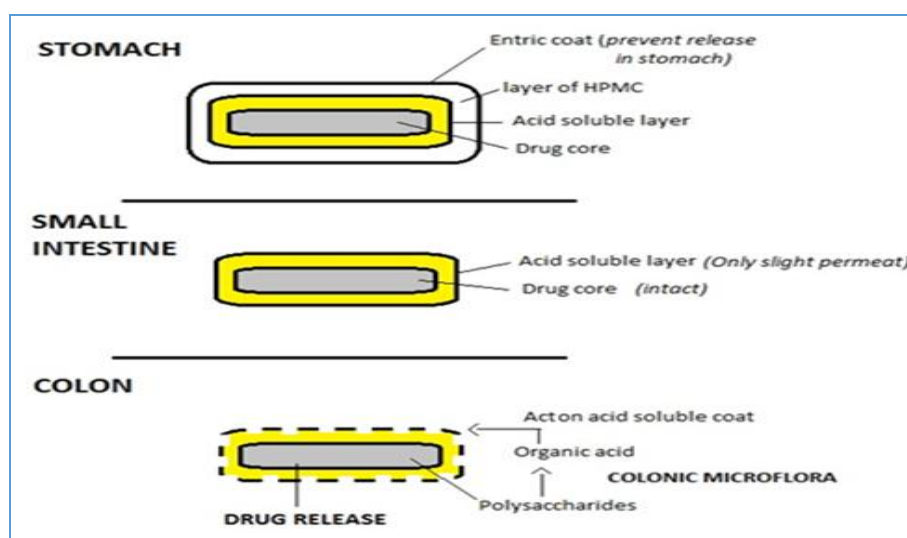 STOMACH
Entric coat (prevent release
in stomach)
layer of HPMC
Acid soluble layer
Drug core
SMALL
INTESTINE
Acid soluble layer (Only slight permeat)
Drug core (intact)
COLON
Acton acid soluble coat
Organic acid
COLONIC MICROFLORA
Polysaccharides
DRUG RELEASE